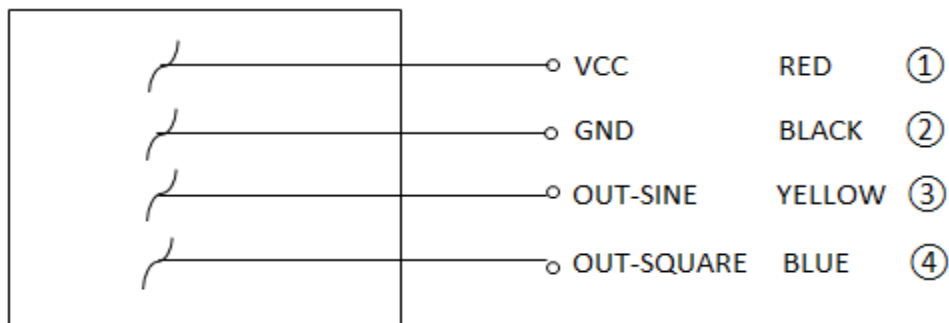 VCC RED ①
GND BLACK ②
OUT-SINE YELLOW ③
OUT-SQUARE BLUE ④